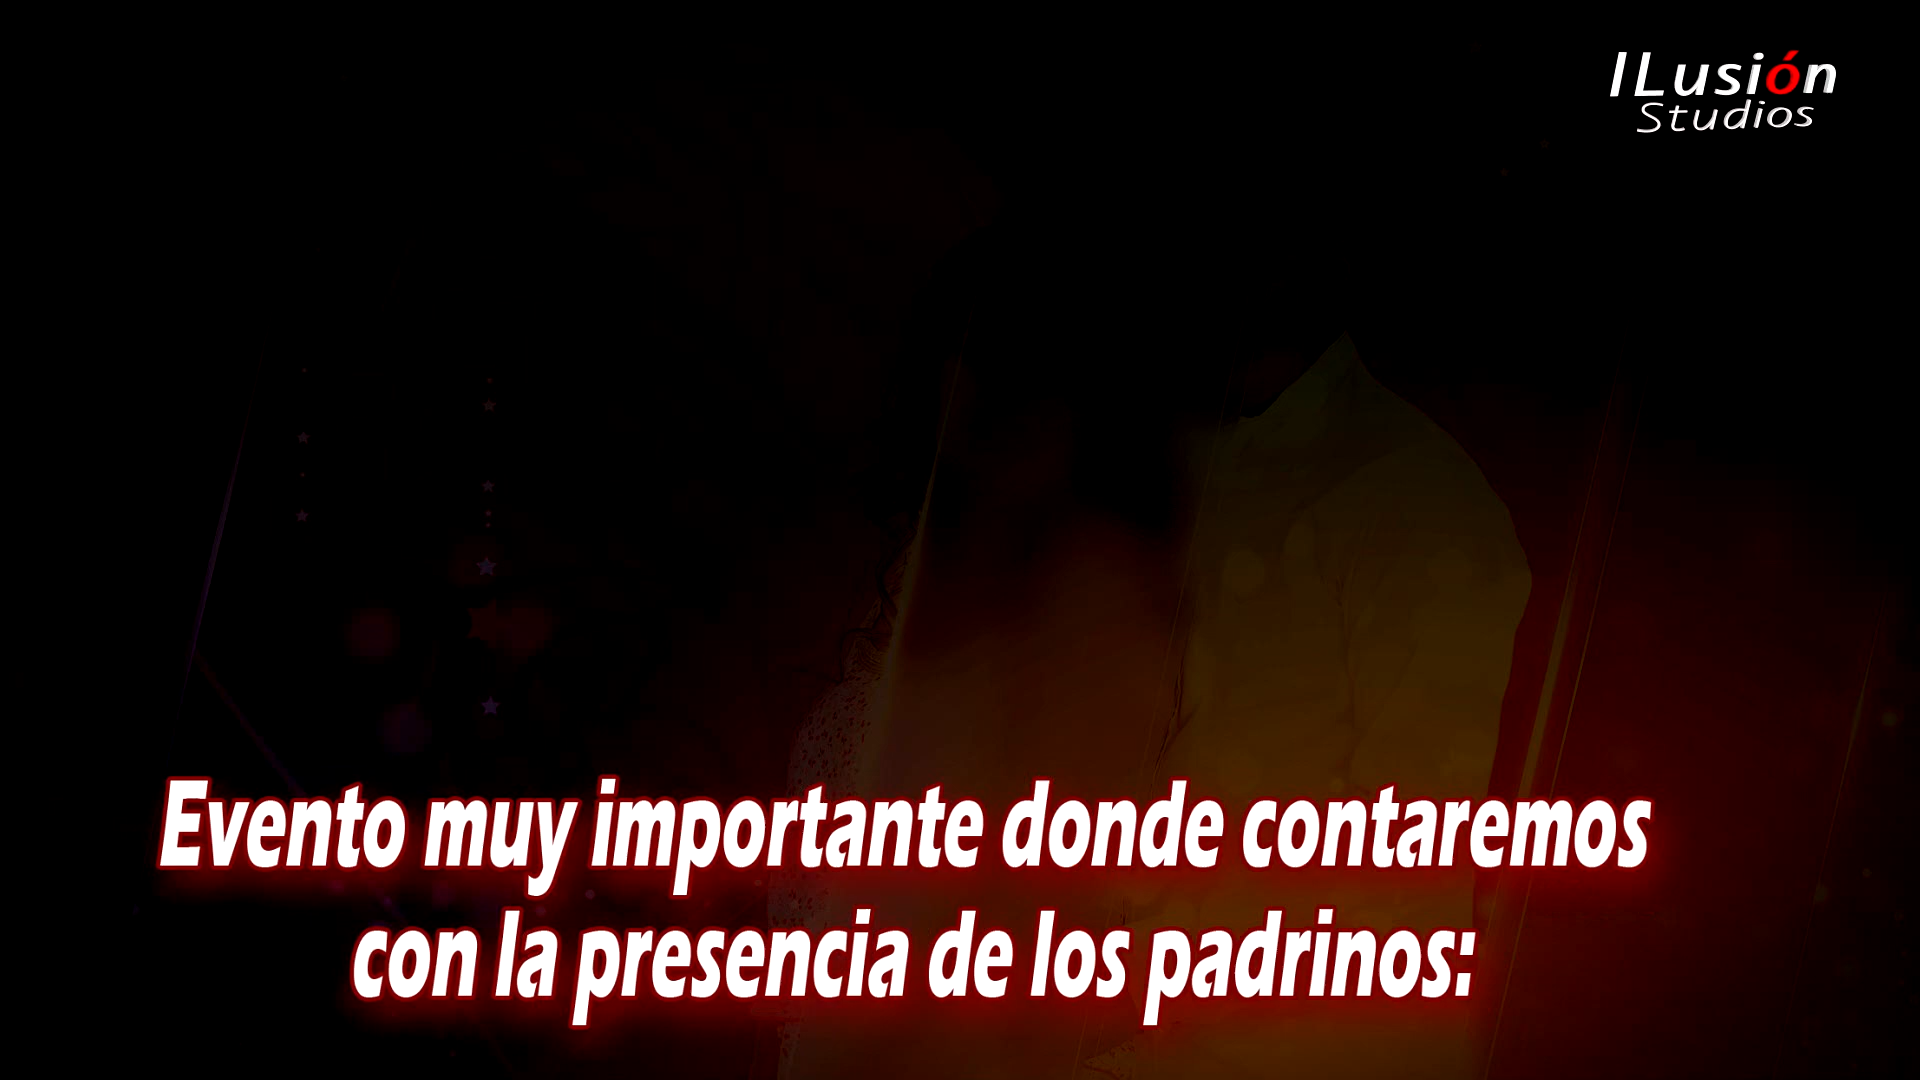 ILusión
Studios
Evento muy importante donde contaremos
con la presencia de los padrinos: